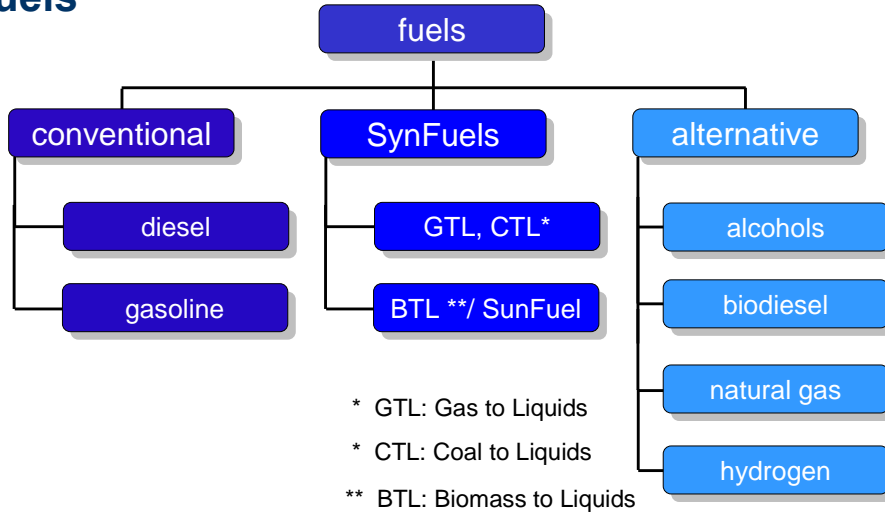 fuels
conventional
SynFuels
alternative
diesel
GTL, CTL*
alcohols
gasoline
BTL **/ SunFuel
biodiesel
natural gas
hydrogen
* GTL: Gas to Liquids
* CTL: Coal to Liquids
** BTL: Biomass to Liquids